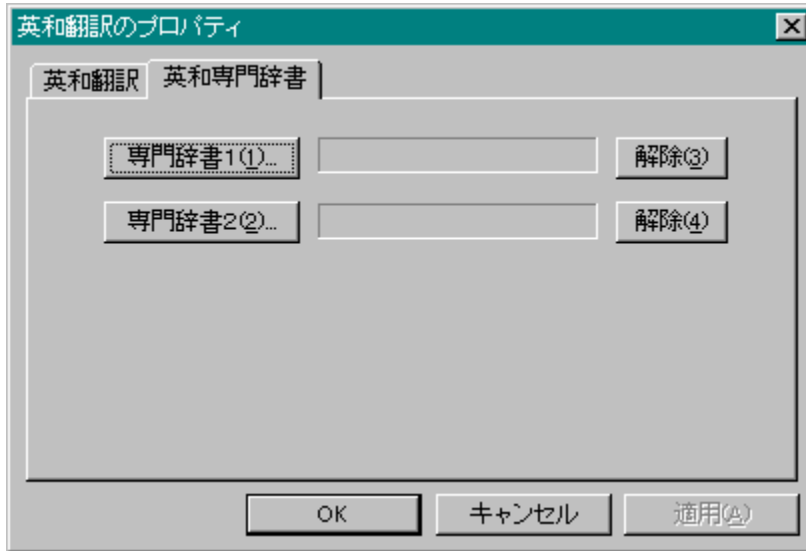 英和翻訳のプロパティ
英和翻訳 英和専門辞書
専門辞書1(1)... 解除(3)
専門辞書2(2)... 解除(4)
OK キャンセル 適用(A)